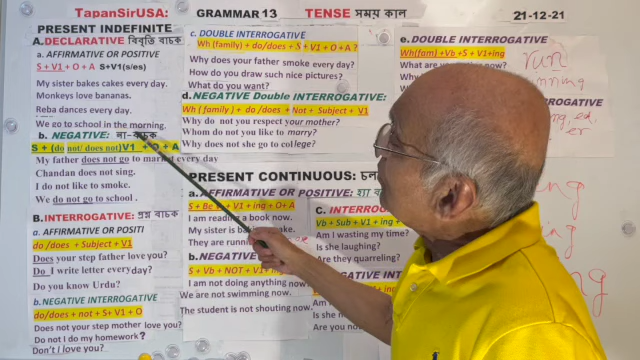 TapanSirUSA: GRAMMAR 13 TENSE সময় কাল 21-12-21
PRESENT INDEFINITE
A. DECLARATIVE বিবৃতি বাচক
a. AFFIRMATIVE OR POSITIVE
S + V1 + O + A S+V1(s/es)
My sister bakes cakes every day.
Monkeys love bananas.
Reba dances every day.
We go to school in the morning.
b. NEGATIVE: না-বাচক
S + (do not/ does not)V1 + O + A
My father does not go to market every day
Chandan does not sing.
I do not like to smoke.
We do not go to school .
B. INTERROGATIVE: প্রশ্ন বাচক
a. AFFIRMATIVE OR POSITI
do/does + Subject + V1
Does your step father love you?
Do I write letter everyday?
Do you know Urdu?
b. NEGATIVE INTERROGATIVE
do/does + not + S+ V1 + O
Does not your step mother love you?
Do not I do my homework?
Don't i love you?
c. DOUBLE INTERROGATIVE
Wh (family) + do/does + S + V1 + O + A ?
Why does your father smoke every day?
How do you draw such nice pictures?
What do you want?
d. NEGATIVE Double INTERROGATIVE:
Wh ( family ) + do /does + Not + Subject + V1
Why do not you respect your mother?
Whom do not you like to marry?
Why does not she go to college?
PRESENT CONTINUOUS:
a. AFFIRMATIVE OR POSITIVE:
S + Be + V1 + ing + O+ A
I am reading a book now.
My sister is
They are
b. NEGATIVE
S + Vb + NOT + V1+
I am not doing anything now
We are not swimming now.
The student is not shouting now.
C. INTERRO
Vb + Sub + V1 + ing
Am I wasting my time?
Is she laughing?
Are they quarreling?
Am I
Is she
Are you
e. DOUBLE INTERROGATIVE
Wh(fam) +Vb +S + V1+ing
What are now?
run
ing
ing